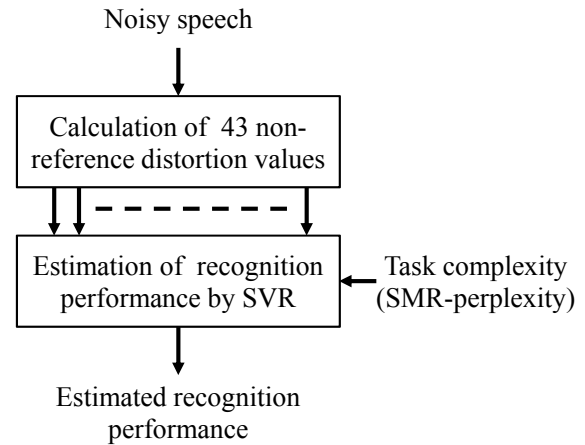 Noisy speech
Calculation of 43 non-
reference distortion values
Estimation of recognition
performance by SVR
Task complexity
(SMR-perplexity)
Estimated recognition
performance